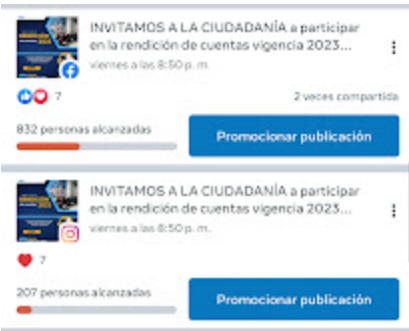 INVITAMOS A LA CIUDADANÍA a participar
en la rendición de cuentas vigencia 2023...
viernes a las 8:50 p. m.
7
2 veces compartida
832 personas alcanzadas
Promocionar publicación
INVITAMOS A LA CIUDADANÍA a participar
en la rendición de cuentas vigencia 2023...
viernes a las 8:50 p. m.
7
207 personas alcanzadas
Promocionar publicación